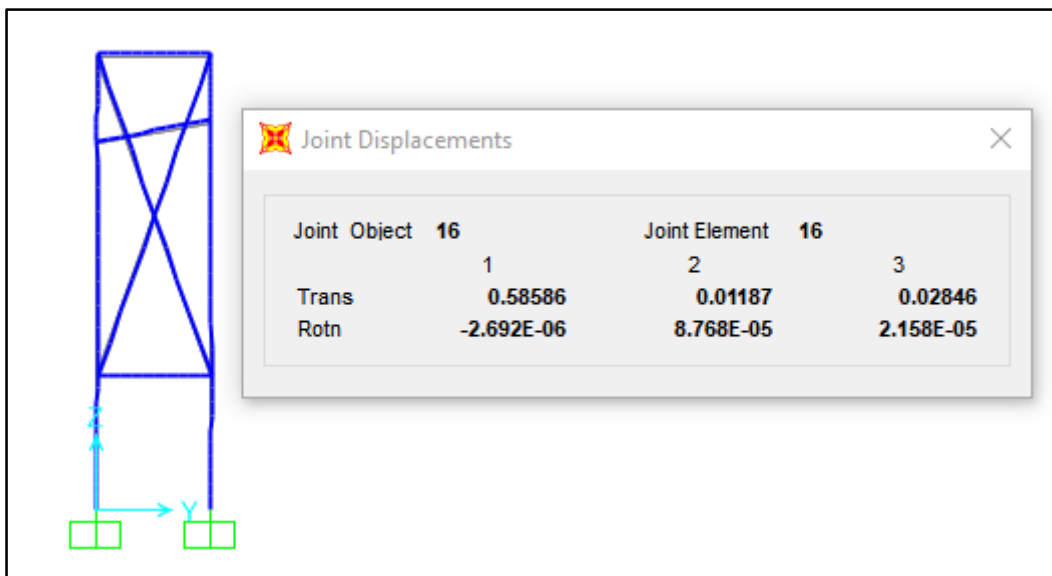 Joint Displacements
Joint Object 16 Joint Element 16
1 2 3
Trans 0.58586 0.01187 0.02846
Rotn -2.692E-06 8.768E-05 2.158E-05
Z
Y